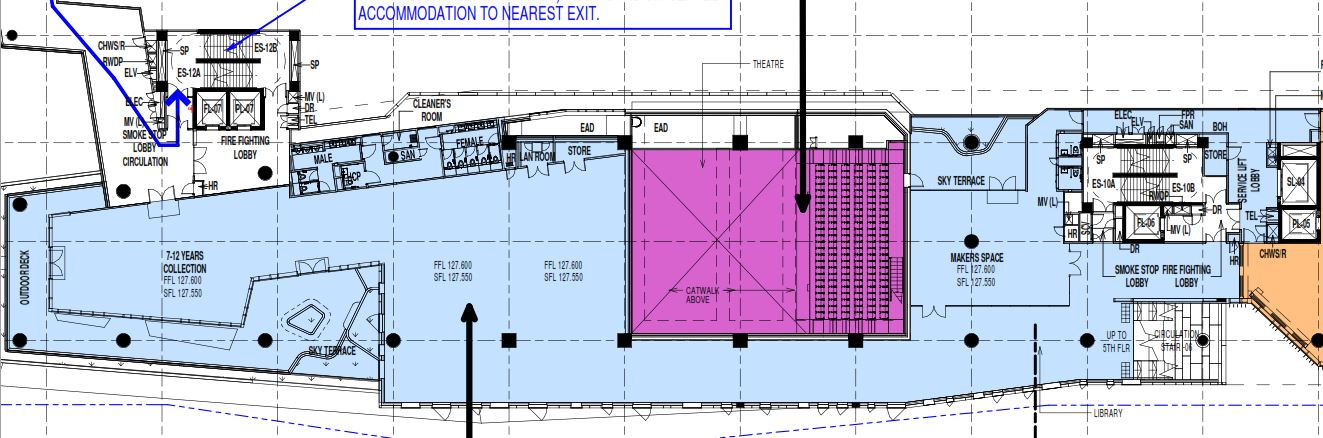 ACCOMMODATION TO NEAREST EXIT.
CHWS/R
RWDP
ELV
ELEC
MV (L)
SMOKE STOP
LOBBY
CIRCULATION
SP
ES-12B
ES-12A
SP
FL-07
PL-07
MV (L)
DR
TEL
FIRE FIGHTING
LOBBY
HR
CLEANER'S
ROOM
MALE
HCP
SAN
FEMALE
HR
LAN ROOM
STORE
EAD
EAD
THEATRE
CATWALK
ABOVE
OUTDOOR DECK
7-12 YEARS
COLLECTION
FFL 127.600
SFL 127.550
SKY TERRACE
FFL 127.600
SFL 127.550
FFL 127.600
SFL 127.550
SKY TERRACE
MAKERS SPACE
FFL 127.600
SFL 127.550
ELEC
ELV
FPR
SAN
BOH
SP
SP
STORE
ES-10A
ES-10B
RWDP
SERVICE LIFT
LOBBY
SL-04
MV (L)
HR
FL-06
MV (L)
DR
DR
TEL
PL-05
HR
CHWS/R
SMOKE STOP
LOBBY
FIRE FIGHTING
LOBBY
UP TO
5TH FLR
CIRCULATION
STAIR-06
LIBRARY